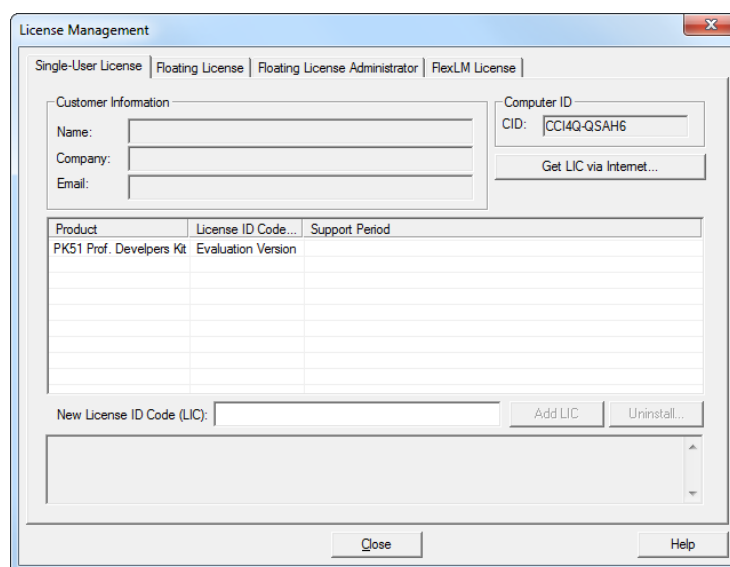 License Management
Single-User License
Floating License
Floating License Administrator
FlexLM License
Customer Information
Name:
Company:
Email:
Computer ID
CID: CCI4Q-QSAH6
Get LIC via Internet...
Product License ID Code... Support Period
PK51 Prof. Develpers Kit Evaluation Version
New License ID Code (LIC):
Add LIC
Uninstall...
Close
Help